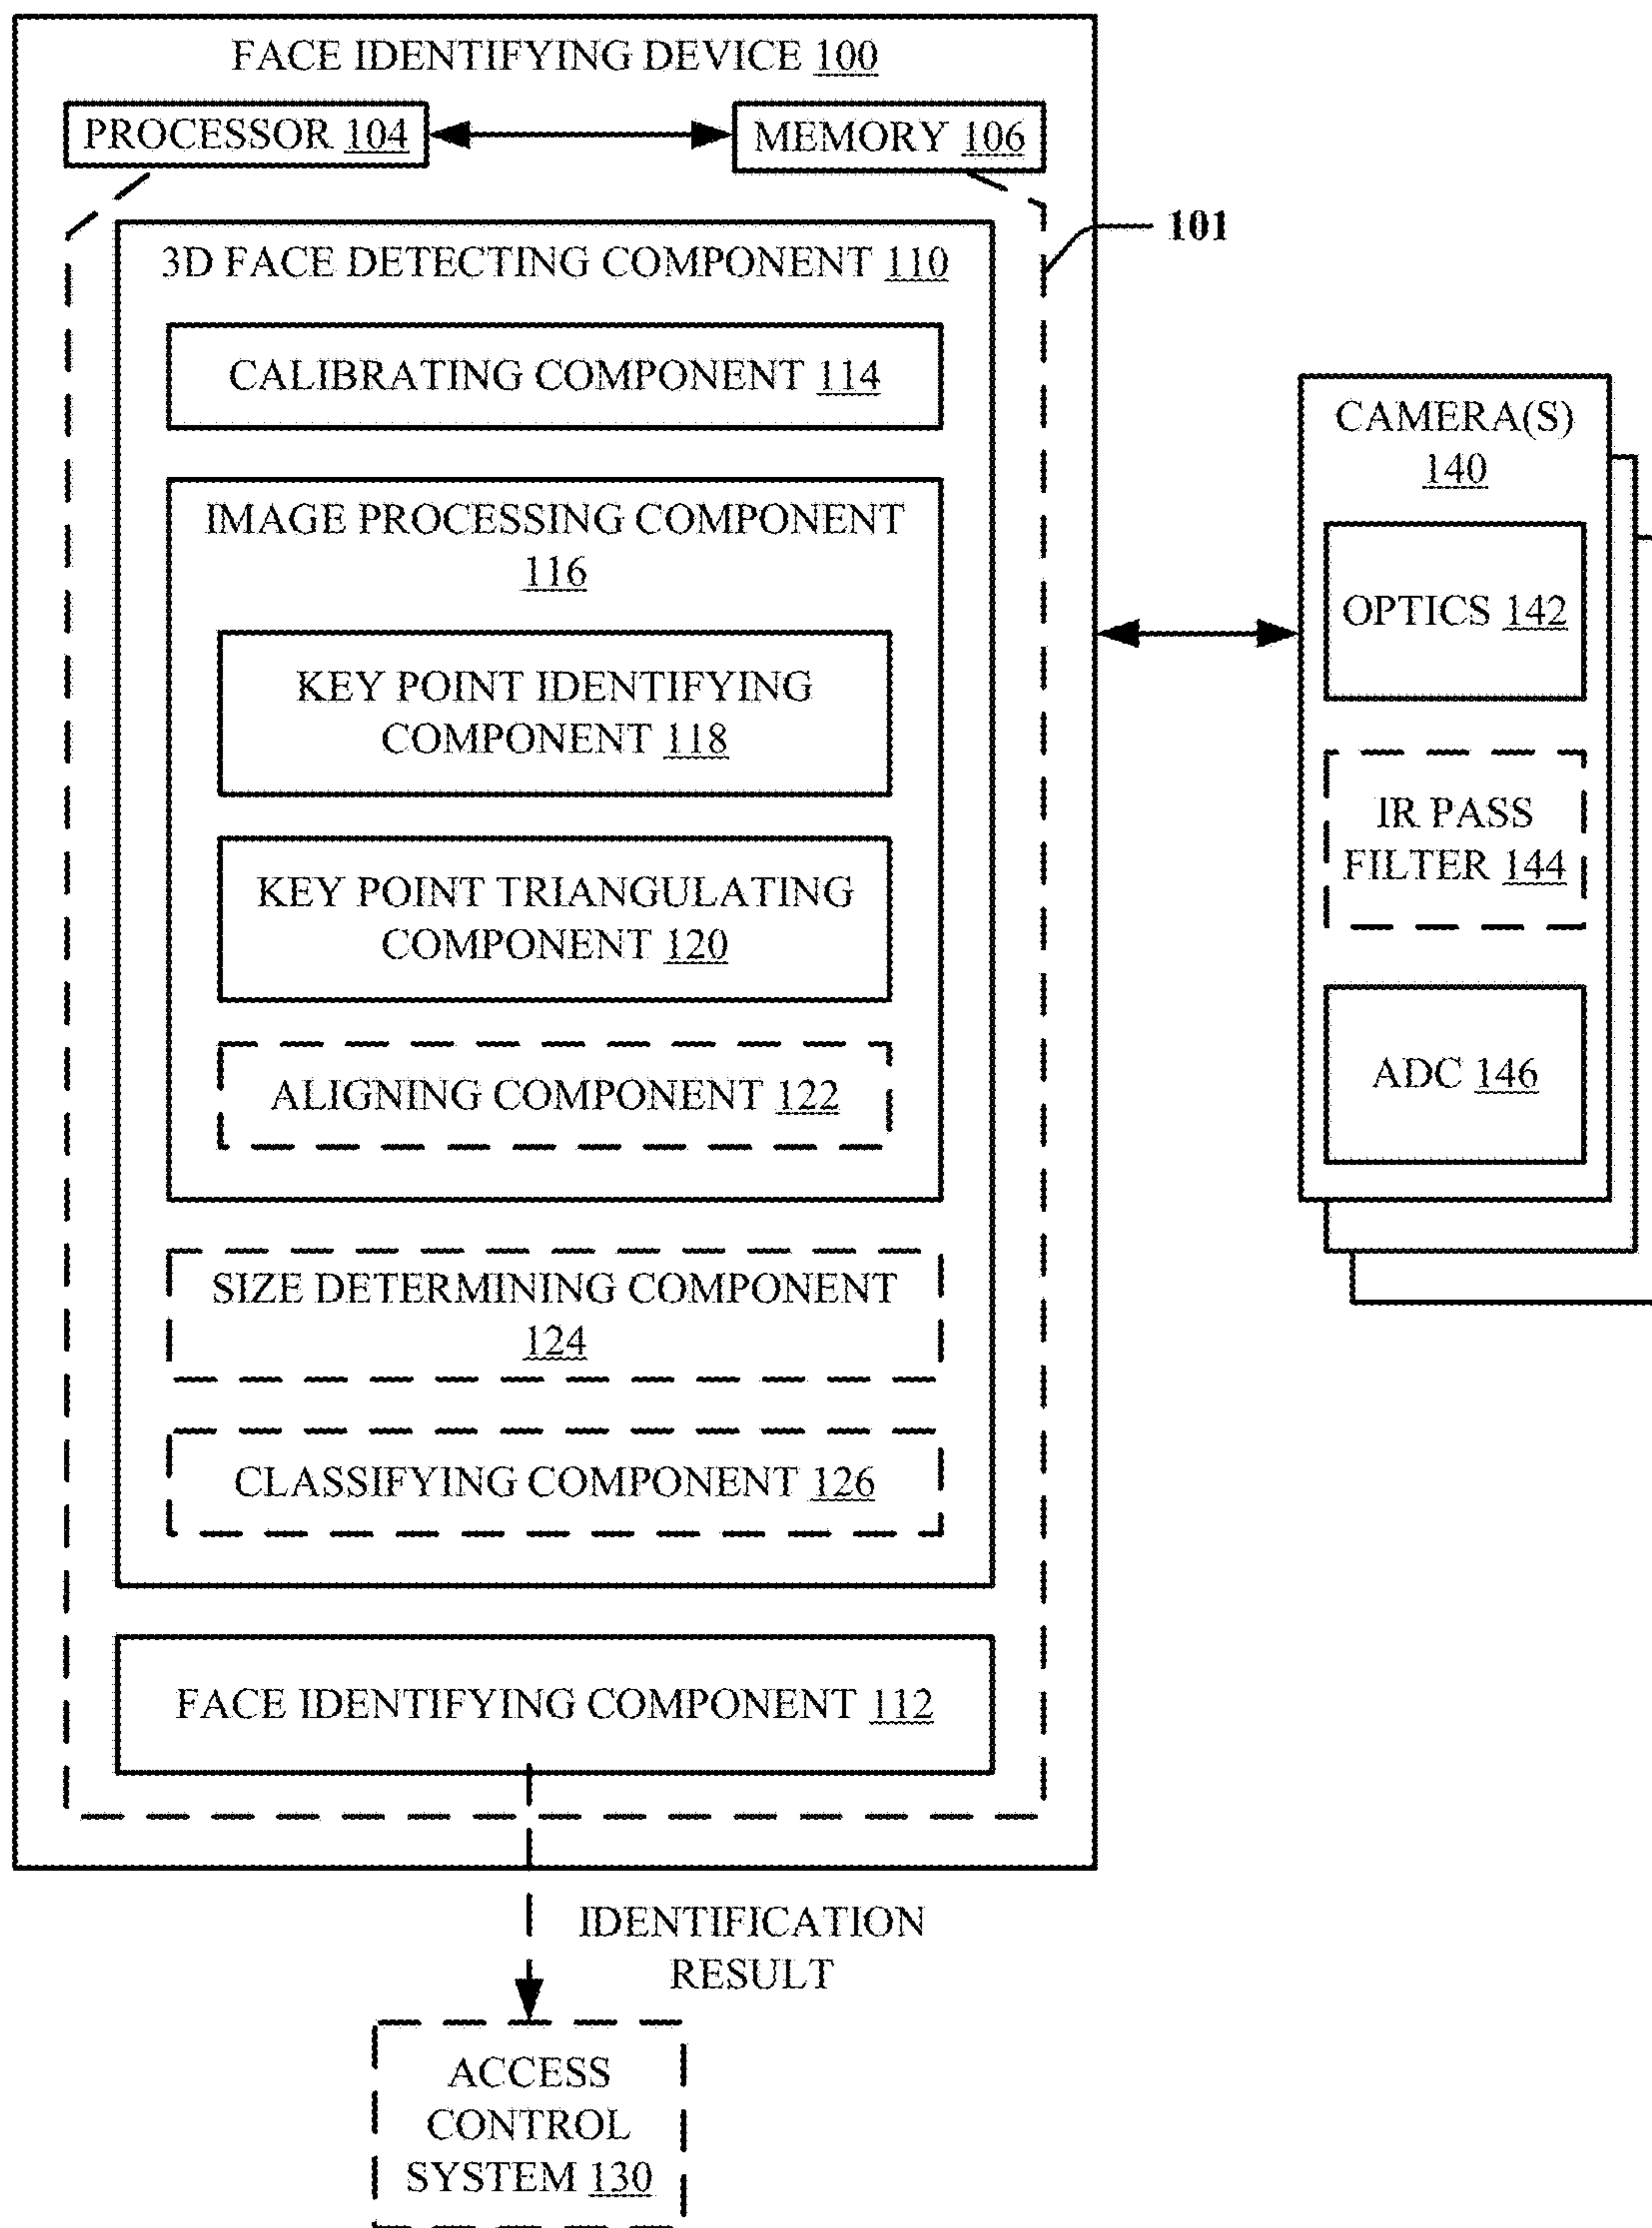 FACE IDENTIFYING DEVICE 100
PROCESSOR 104
MEMORY 106
101
3D FACE DETECTING COMPONENT 110
CALIBRATING COMPONENT 114
IMAGE PROCESSING COMPONENT
116
KEY POINT IDENTIFYING
COMPONENT 118
KEY POINT TRIANGULATING
COMPONENT 120
ALIGNING COMPONENT 122
SIZE DETERMINING COMPONENT
124
CLASSIFYING COMPONENT 126
FACE IDENTIFYING COMPONENT 112
CAMERA(S)
140
OPTICS 142
IR PASS
FILTER 144
ADC 146
IDENTIFICATION
RESULT
ACCESS
CONTROL
SYSTEM 130